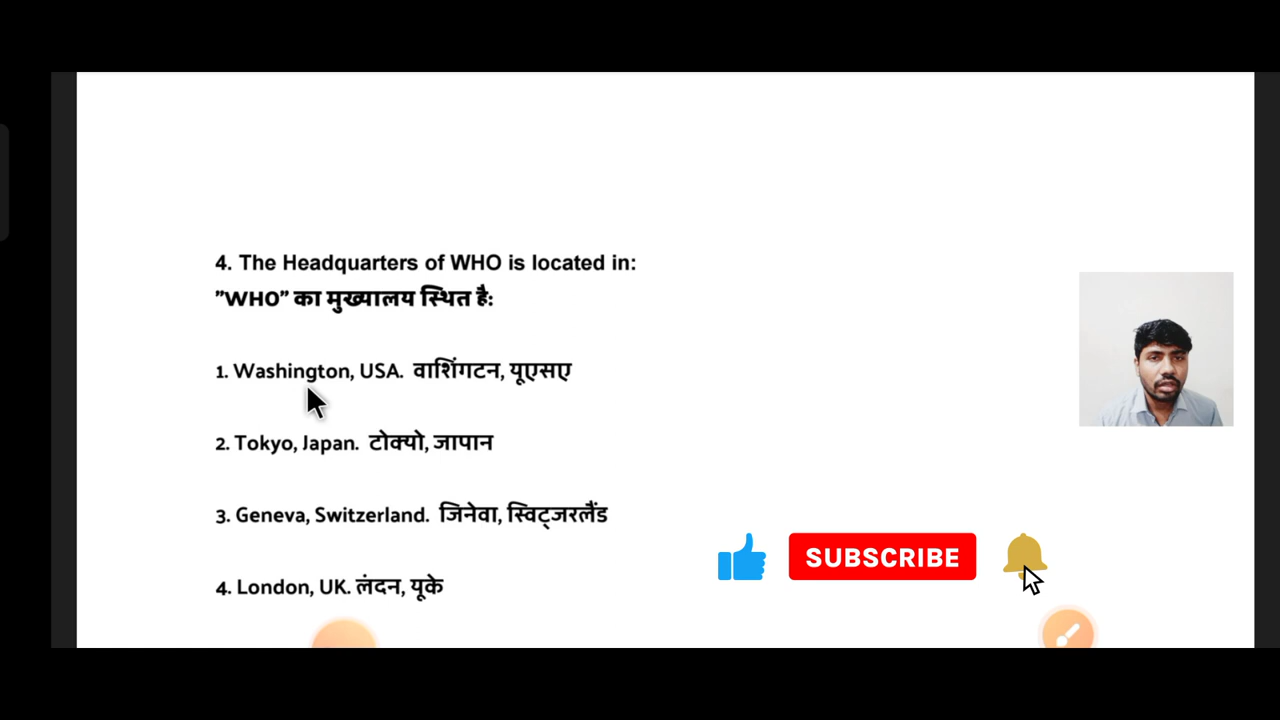 4. The Headquarters of WHO is located in:
"WHO" का मुख्यालय स्थित है:
1. Washington, USA. वाशिंगटन, यूएसए
2. Tokyo, Japan. टोक्यो, जापान
3. Geneva, Switzerland. जिनेवा, स्विट्जरलैंड
4. London, UK. लंदन, यूके
SUBSCRIBE